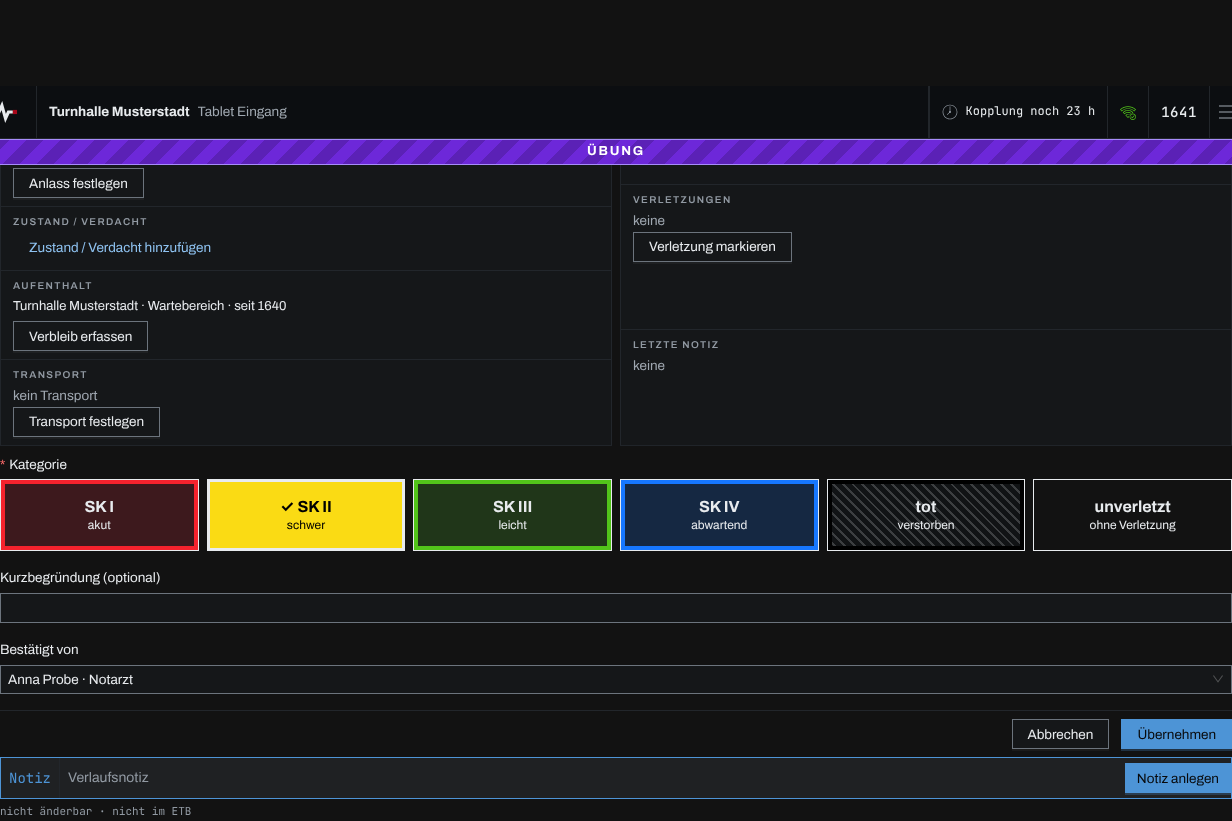 Turnhalle Musterstadt Tablet Eingang
Kopplung noch 23 h
1641
ÜBUNG
Anlass festlegen
ZUSTAND / VERDACHT
Zustand / Verdacht hinzufügen
AUFENTHALT
Turnhalle Musterstadt · Wartebereich · seit 1640
Verbleib erfassen
TRANSPORT
kein Transport
Transport festlegen
VERLETZUNGEN
keine
Verletzung markieren
LETZTE NOTIZ
keine
* Kategorie
SK I
akut
SK II
schwer
SK III
leicht
SK IV
abwartend
tot
verstorben
unverletzt
ohne Verletzung
Kurzbegründung (optional)
Bestätigt von
Anna Probe · Notarzt
Abbrechen
Übernehmen
Notiz Verlaufsnotiz
Notiz anlegen
nicht änderbar · nicht im ETB